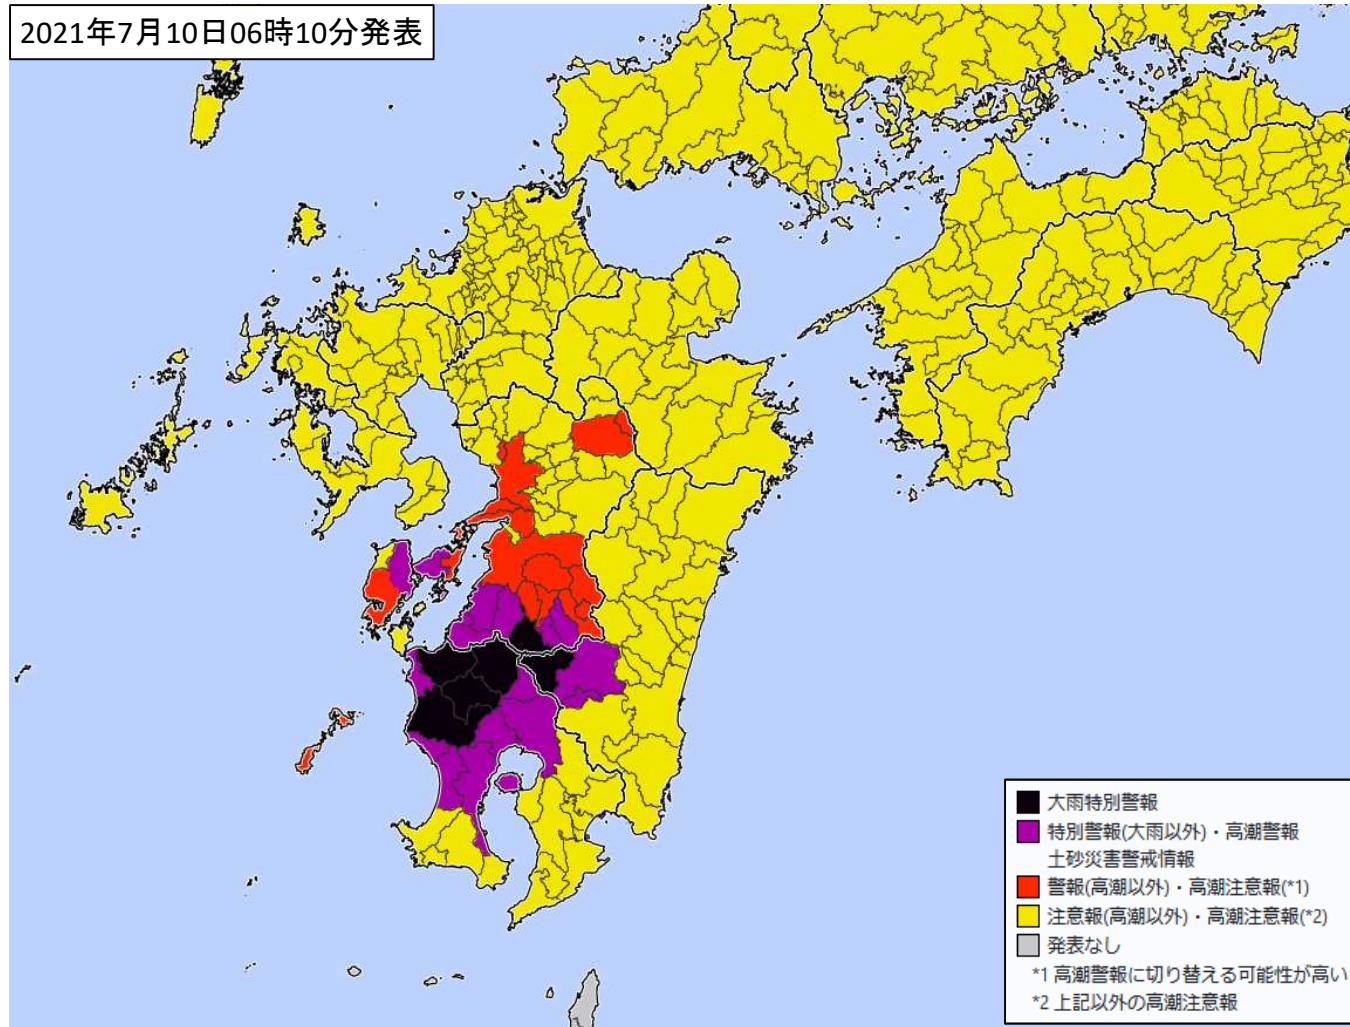 2021年7月10日06時10分発表
大雨特別警報
特別警報(大雨以外)・高潮警報
土砂災害警戒情報
警報(高潮以外)・高潮注意報(*1)
注意報(高潮以外)・高潮注意報(*2)
発表なし
*1 高潮警報に切り替える可能性が高い
*2 上記以外の高潮注意報